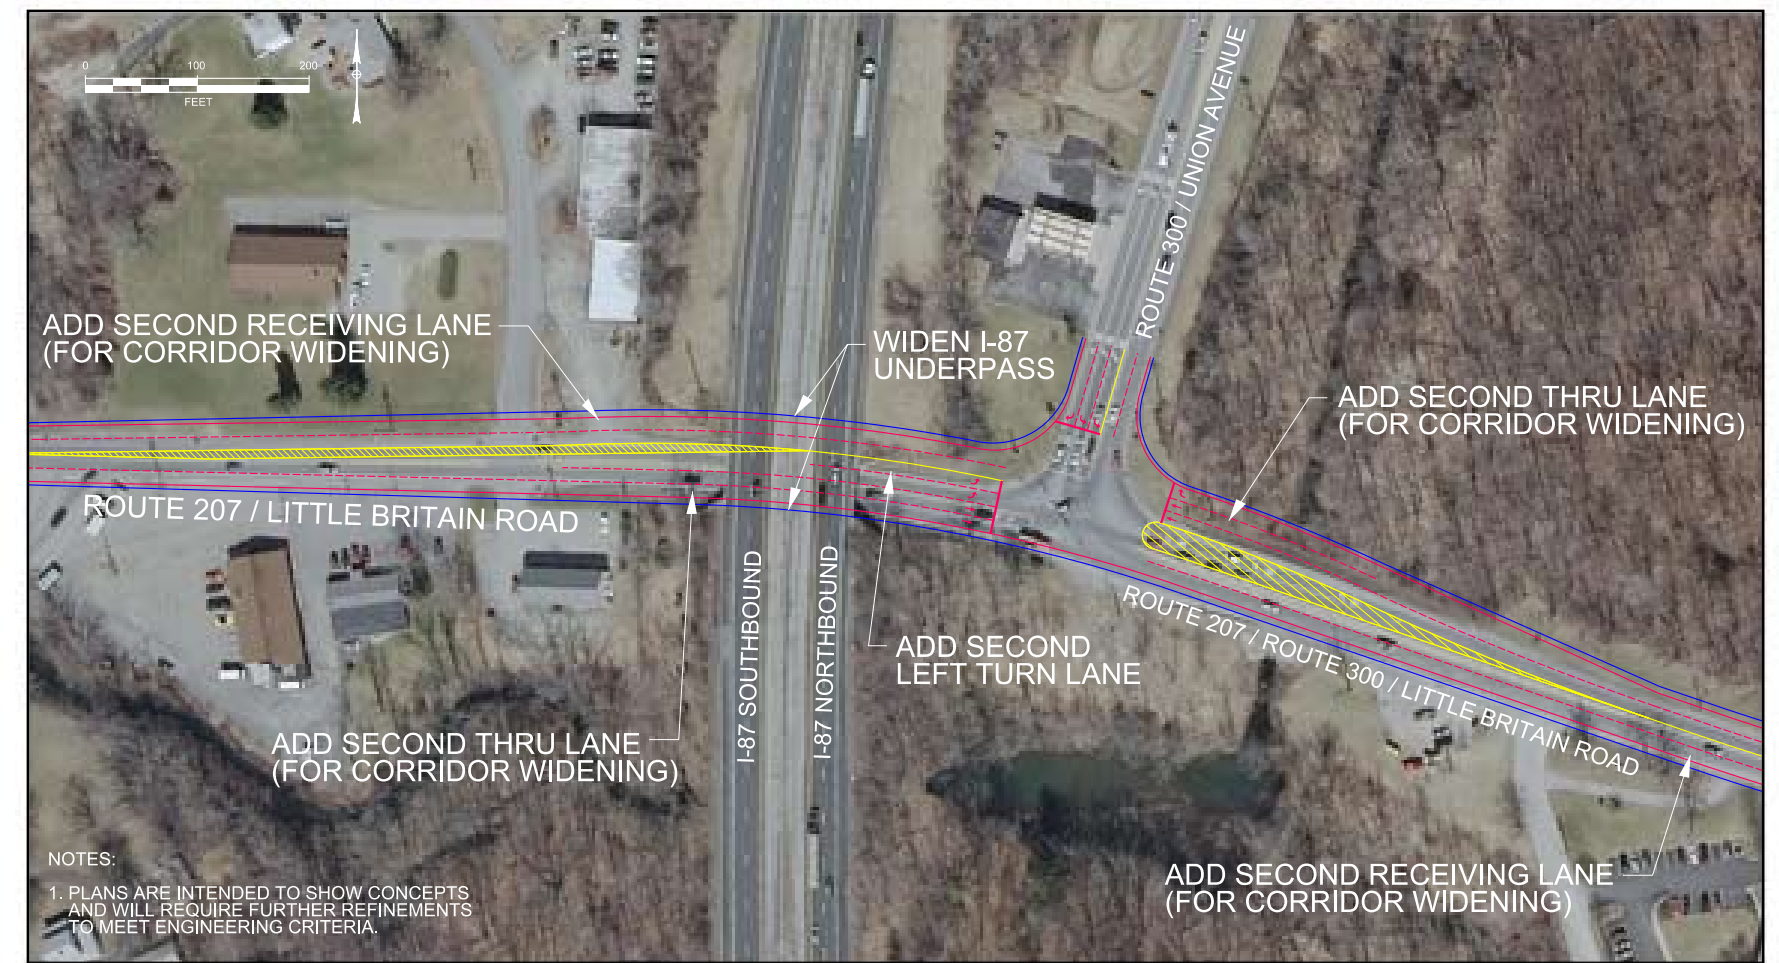 0 100 200
FEET
ROUTE 300 / UNION AVENUE
ADD SECOND RECEIVING LANE
(FOR CORRIDOR WIDENING)
WIDEN I-87
UNDERPASS
ADD SECOND THRU LANE
(FOR CORRIDOR WIDENING)
ROUTE 207 / LITTLE BRITAIN ROAD
I-87 SOUTHBOUND
I-87 NORTHBOUND
ROUTE 207 / ROUTE 300 / LITTLE BRITAIN ROAD
ADD SECOND
LEFT TURN LANE
ADD SECOND THRU LANE
(FOR CORRIDOR WIDENING)
ADD SECOND RECEIVING LANE
(FOR CORRIDOR WIDENING)
NOTES:
1. PLANS ARE INTENDED TO SHOW CONCEPTS
AND WILL REQUIRE FURTHER REFINEMENTS
TO MEET ENGINEERING CRITERIA.